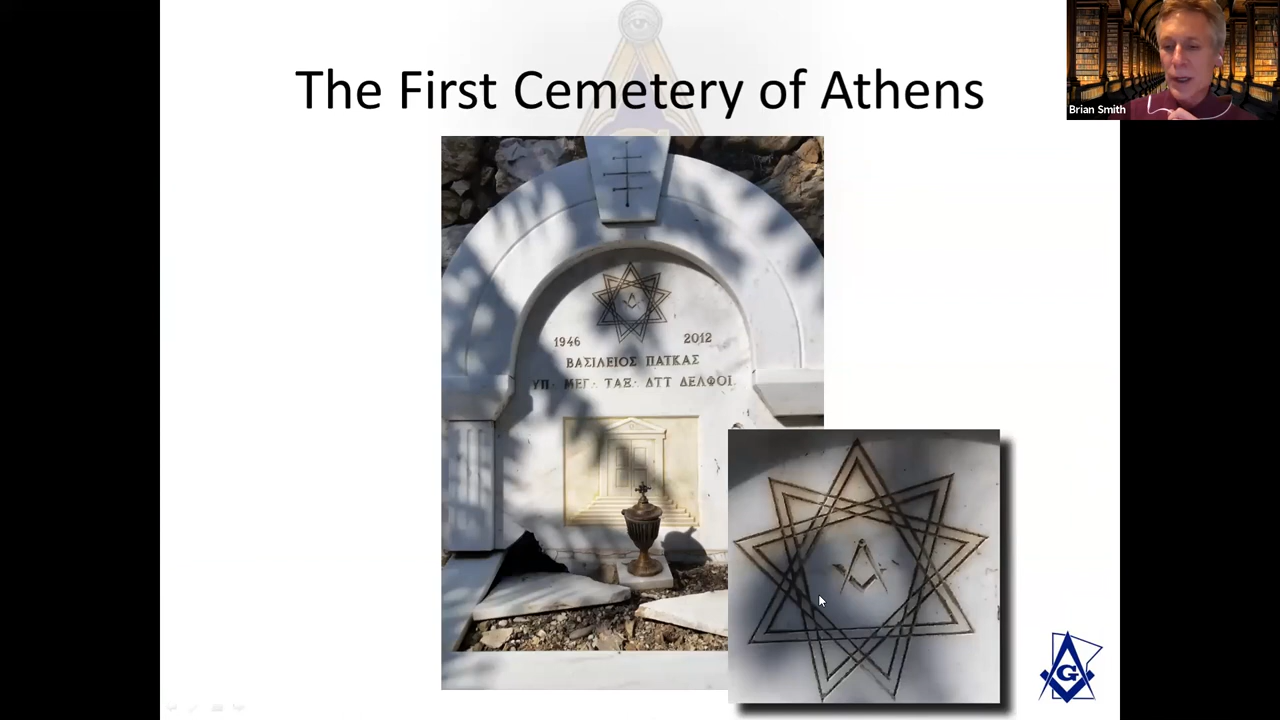 The First Cemetery of Athens
Brian Smith
1946 2012
ΒΑΣΙΛΕΙΟΣ ΠΑΤΚΑΣ
ΥΠ· ΜΕΓ· ΤΑΞ· ΔΤΤ ΔΕΛΦΟΙ
G